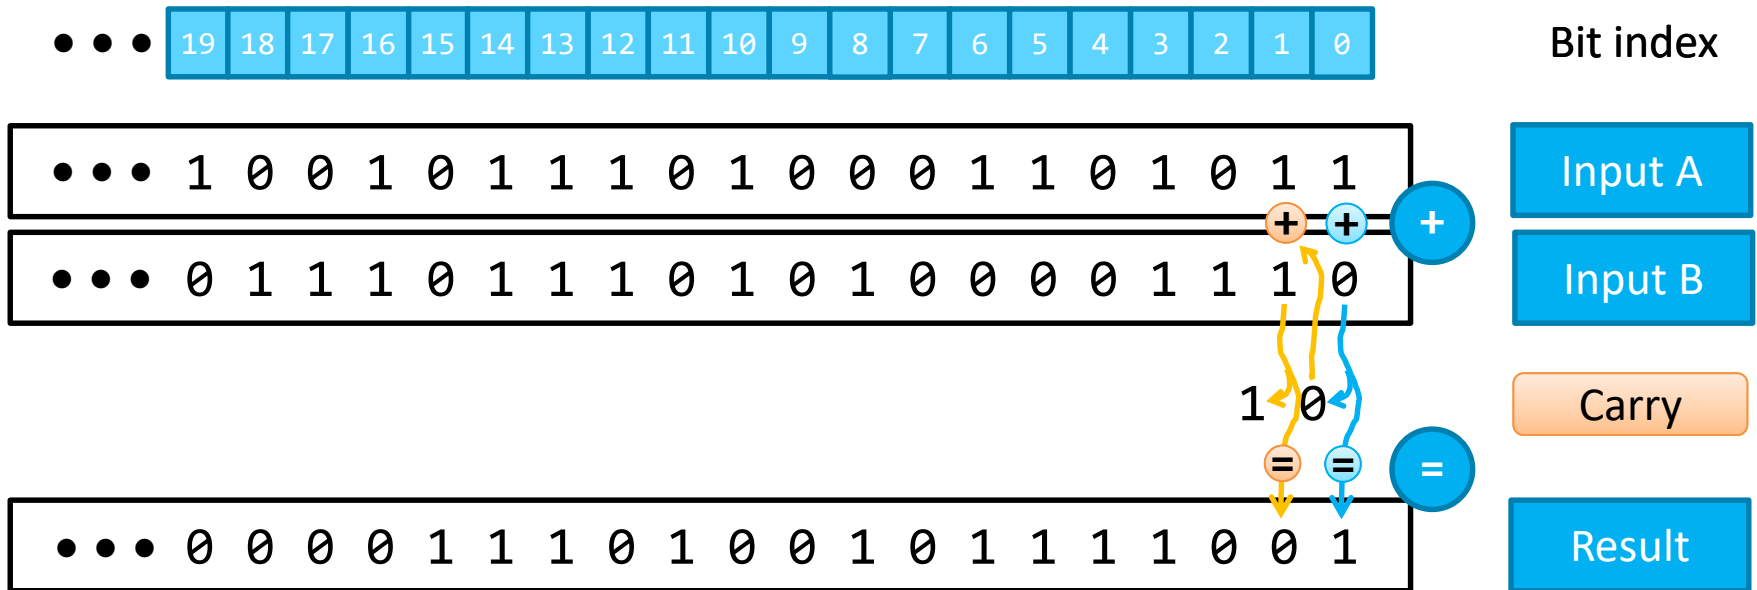 ••• 19 18 17 16 15 14 13 12 11 10 9 8 7 6 5 4 3 2 1 0 Bit index
••• 1 0 0 1 0 1 1 1 0 1 0 0 0 1 1 0 1 0 1 1 Input A
+ + +
••• 0 1 1 1 0 1 1 1 0 1 0 1 0 0 0 0 1 1 1 0 Input B
1 0 Carry
= = =
••• 0 0 0 0 1 1 1 0 1 0 0 1 0 1 1 1 1 0 0 1 Result